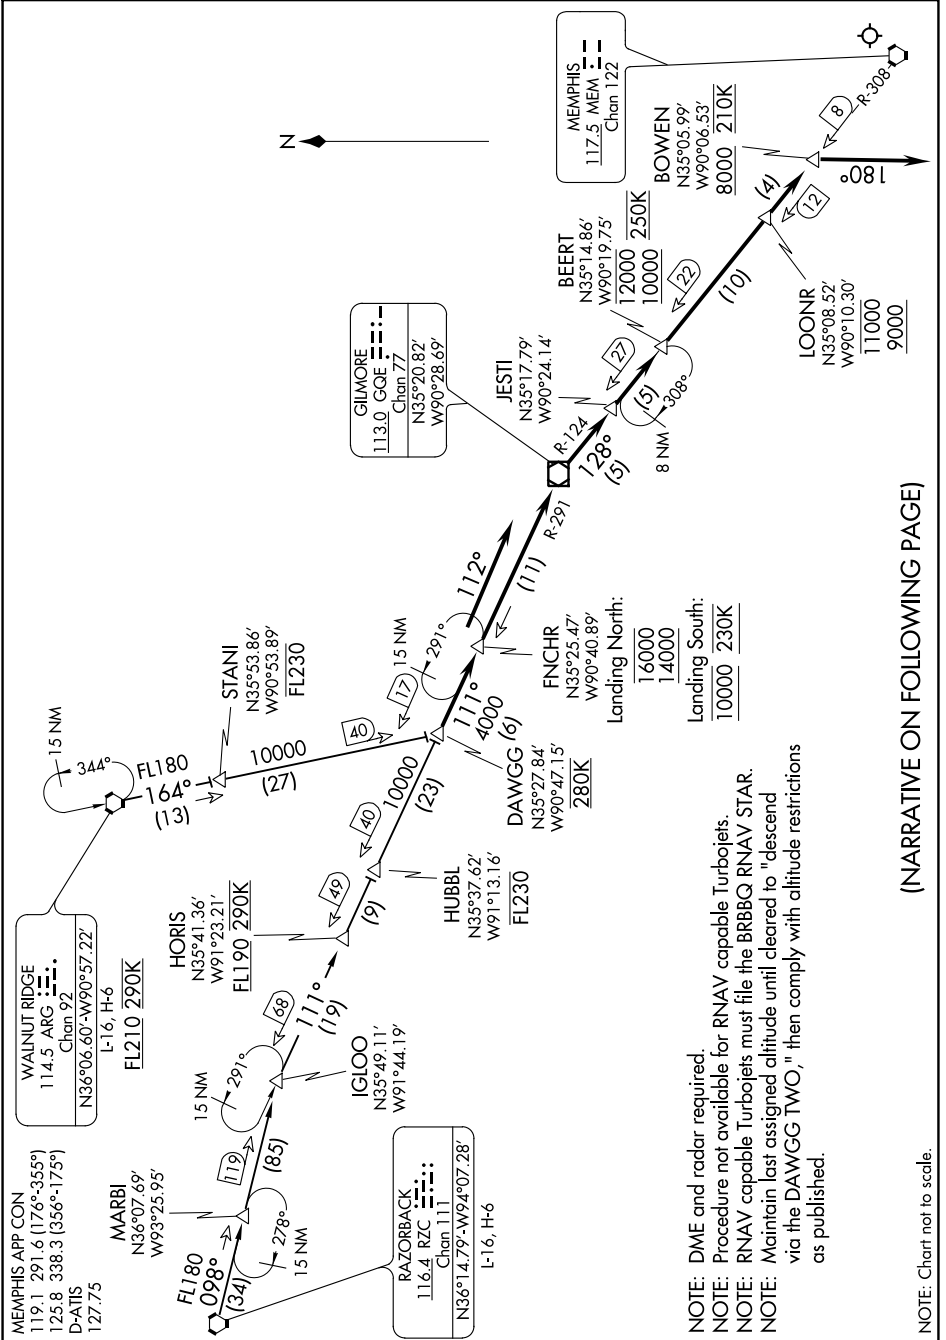 MEMPHIS APP CON
119.1 291.6 (176°-355°)
125.8 338.3 (356°-175°)
D-ATIS
127.75
WALNUT RIDGE
114.5 ARG
Chan 92
N36°06.60'-W90°57.22'
L-16, H-6
FL210 290K
15 NM
344°
FL180
164°
(13)
STANI
N35°53.86'
W90°53.89'
FL230
10000
(27)
40
RAZORBACK
116.4 RZC
Chan 111
N36°14.79'-W94°07.28'
L-16, H-6
FL180
098°
(34)
MARBI
N36°07.69'
W93°25.95'
278°
15 NM
119
(85)
15 NM
291°
IGLOO
N35°49.11'
W91°44.19'
68
111°
(19)
HORIS
N35°41.36'
W91°23.21'
FL190 290K
49
(9)
HUBBL
N35°37.62'
W91°13.16'
FL230
40
10000
(23)
DAWGG
N35°27.84'
W90°47.15'
280K
17
15 NM
291°
111°
4000
(6)
112°
FNCHR
N35°25.47'
W90°40.89'
Landing North:
16000
14000
Landing South:
10000 230K
(11)
R-291
GILMORE
113.0 GQE
Chan 77
N35°20.82'
W90°28.69'
R-124
128°
(5)
JESTI
N35°17.79'
W90°24.14'
27
(5)
308°
8 NM
BEERT
N35°14.86'
W90°19.75'
12000 250K
10000
22
(10)
LOONR
N35°08.52'
W90°10.30'
11000
9000
12
(4)
BOWEN
N35°05.99'
W90°06.53'
8000 210K
180°
8
R-308
MEMPHIS
117.5 MEM
Chan 122
N
NOTE: DME and radar required.
NOTE: Procedure not available for RNAV capable Turbojets.
NOTE: RNAV capable Turbojets must file the BRBBQ RNAV STAR.
NOTE: Maintain last assigned altitude until cleared to "descend
via the DAWGG TWO," then comply with altitude restrictions
as published.
(NARRATIVE ON FOLLOWING PAGE)
NOTE: Chart not to scale.